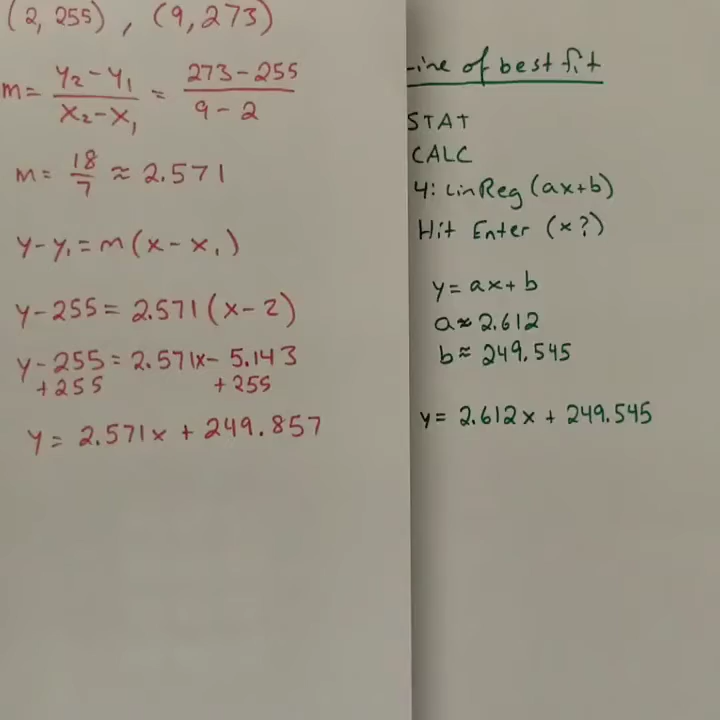 (2, 255) , (9, 273)
m = y₂-y₁ / x₂-x₁ = 273-255 / 9-2
m = 18/7 ≈ 2.571
y-y₁ = m(x-x₁)
y-255 = 2.571(x-2)
y-255 = 2.571x - 5.143
+255 +255
y = 2.571x + 249.857
Line of best fit
STAT
CALC
4: LinReg (ax+b)
Hit Enter (x?)
y = ax+b
a ≈ 2.612
b ≈ 249.545
y = 2.612x + 249.545